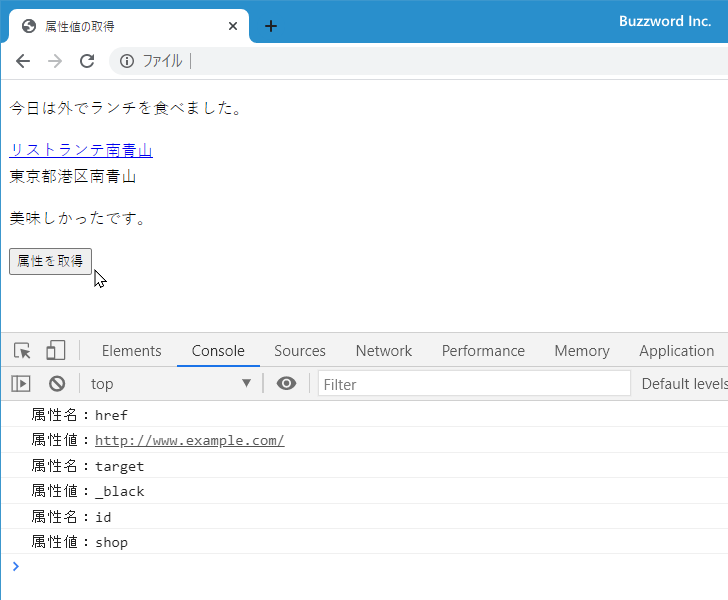 属性値の取得
Buzzword Inc.
ファイル
今日は外でランチを食べました。
リストランテ南青山
東京都港区南青山
美味しかったです。
属性を取得
Elements Console Sources Network Performance Memory Application
top Filter Default levels
属性名：href
属性値：http://www.example.com/
属性名：target
属性値：_black
属性名：id
属性値：shop